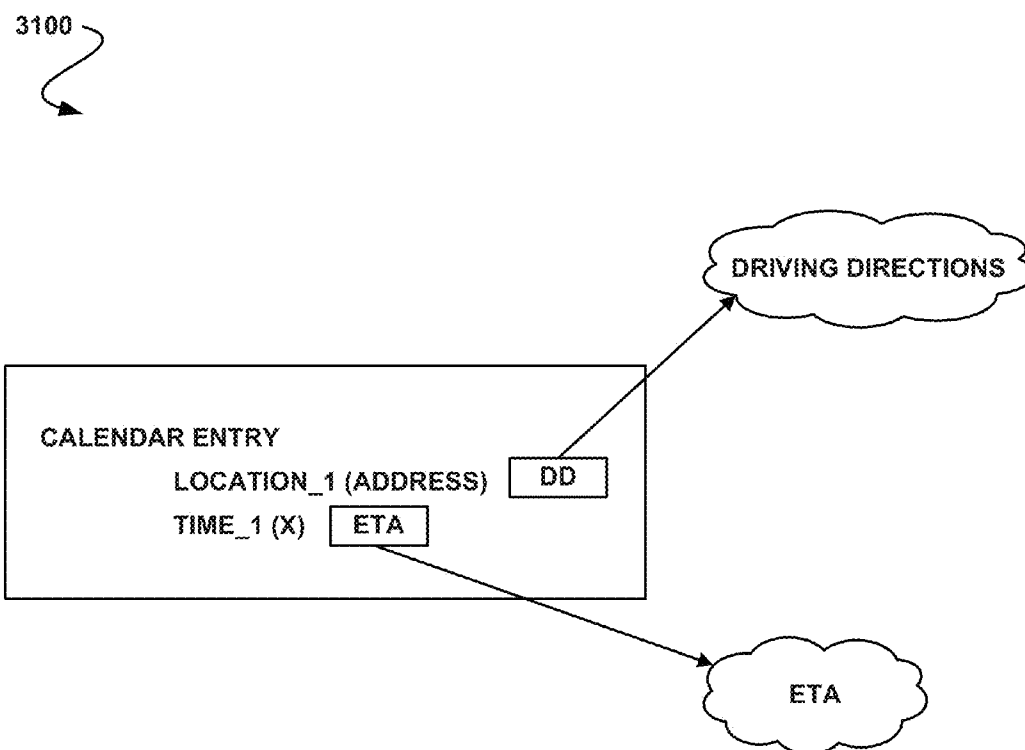 3100
DRIVING DIRECTIONS
CALENDAR ENTRY
LOCATION_1 (ADDRESS) DD
TIME_1 (X) ETA
ETA